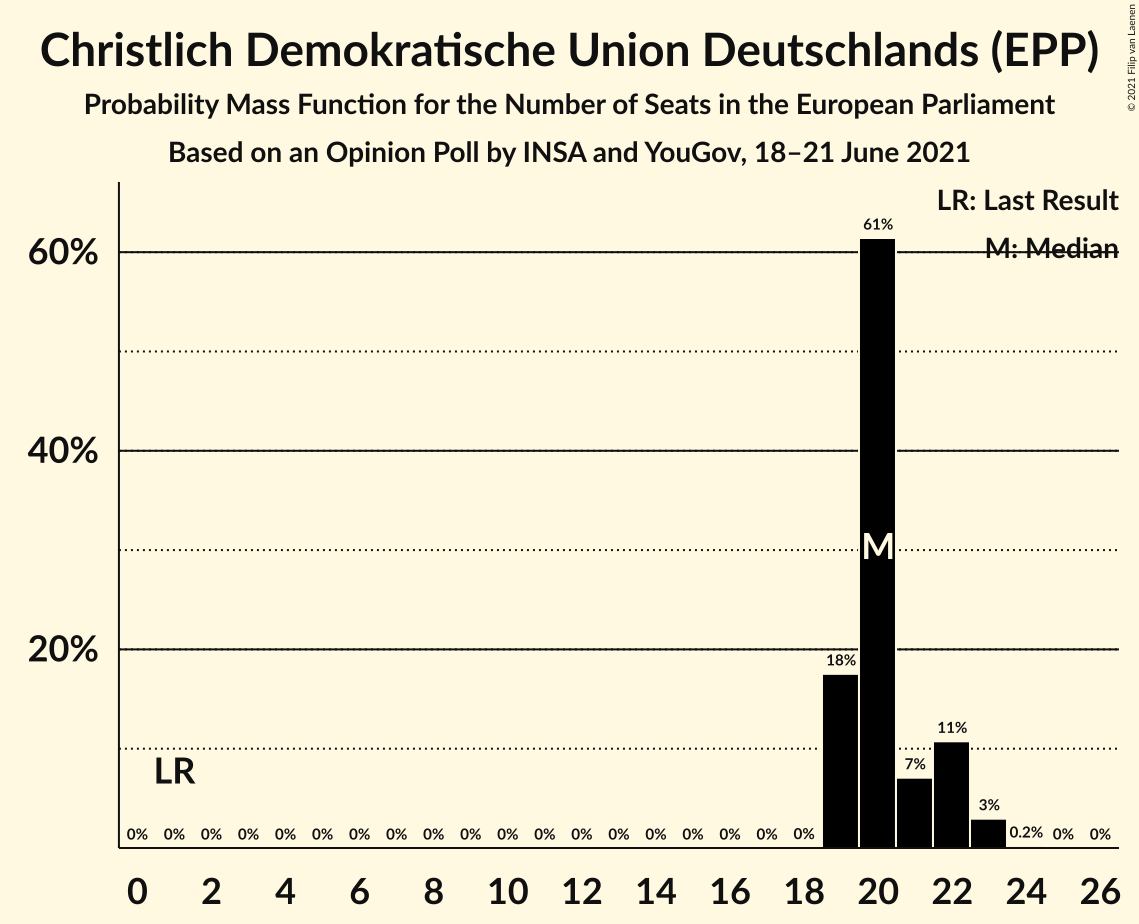 Christlich Demokratische Union Deutschlands (EPP)
Probability Mass Function for the Number of Seats in the European Parliament
Based on an Opinion Poll by INSA and YouGov, 18–21 June 2021
© 2021 Filip van Laenen
LR: Last Result
M: Median
60%
40%
20%
61%
M
18%
11%
7%
3%
0.2%
LR
0% 0% 0% 0% 0% 0% 0% 0% 0% 0% 0% 0% 0% 0% 0% 0% 0% 0% 0% 0% 0%
0 2 4 6 8 10 12 14 16 18 20 22 24 26